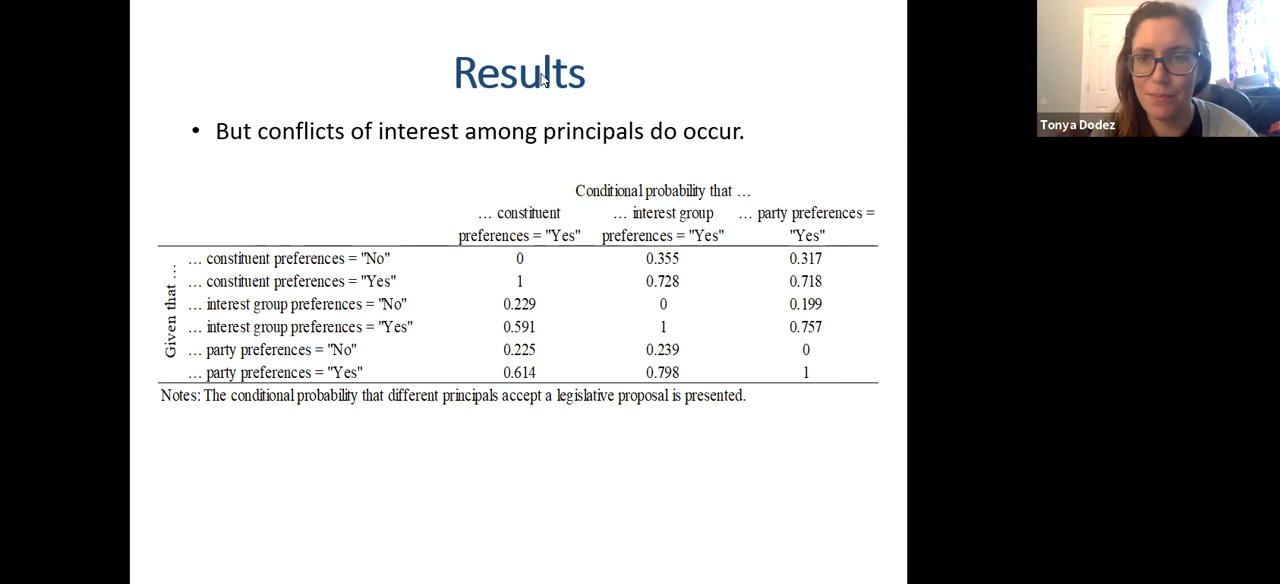 Results
• But conflicts of interest among principals do occur.
Conditional probability that …
… constituent … interest group … party preferences =
preferences = "Yes" preferences = "Yes" "Yes"
Given that …
… constituent preferences = "No" 0 0.355 0.317
… constituent preferences = "Yes" 1 0.728 0.718
… interest group preferences = "No" 0.229 0 0.199
… interest group preferences = "Yes" 0.591 1 0.757
… party preferences = "No" 0.225 0.239 0
… party preferences = "Yes" 0.614 0.798 1
Notes: The conditional probability that different principals accept a legislative proposal is presented.
Tonya Dodez